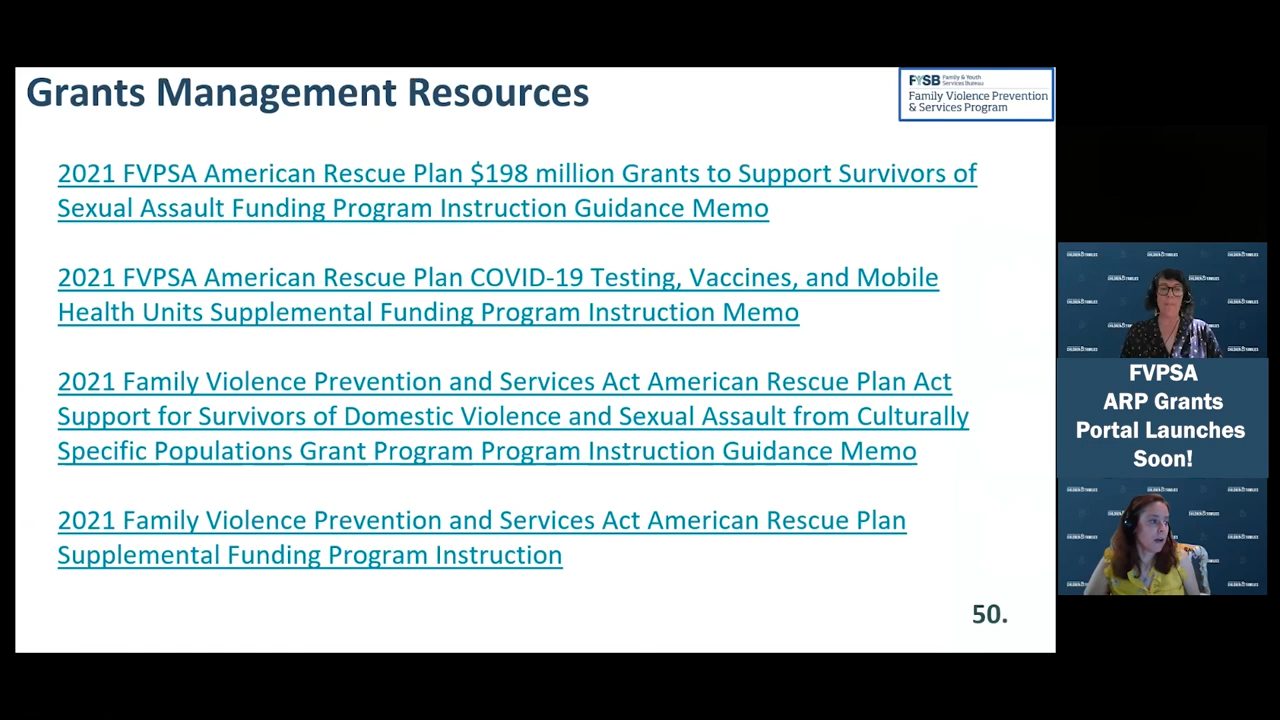 Grants Management Resources
FYSB Family & Youth
Services Bureau
Family Violence Prevention
& Services Program
2021 FVPSA American Rescue Plan $198 million Grants to Support Survivors of
Sexual Assault Funding Program Instruction Guidance Memo
2021 FVPSA American Rescue Plan COVID-19 Testing, Vaccines, and Mobile
Health Units Supplemental Funding Program Instruction Memo
2021 Family Violence Prevention and Services Act American Rescue Plan Act
Support for Survivors of Domestic Violence and Sexual Assault from Culturally
Specific Populations Grant Program Program Instruction Guidance Memo
2021 Family Violence Prevention and Services Act American Rescue Plan
Supplemental Funding Program Instruction
50.
FVPSA
ARP Grants
Portal Launches
Soon!